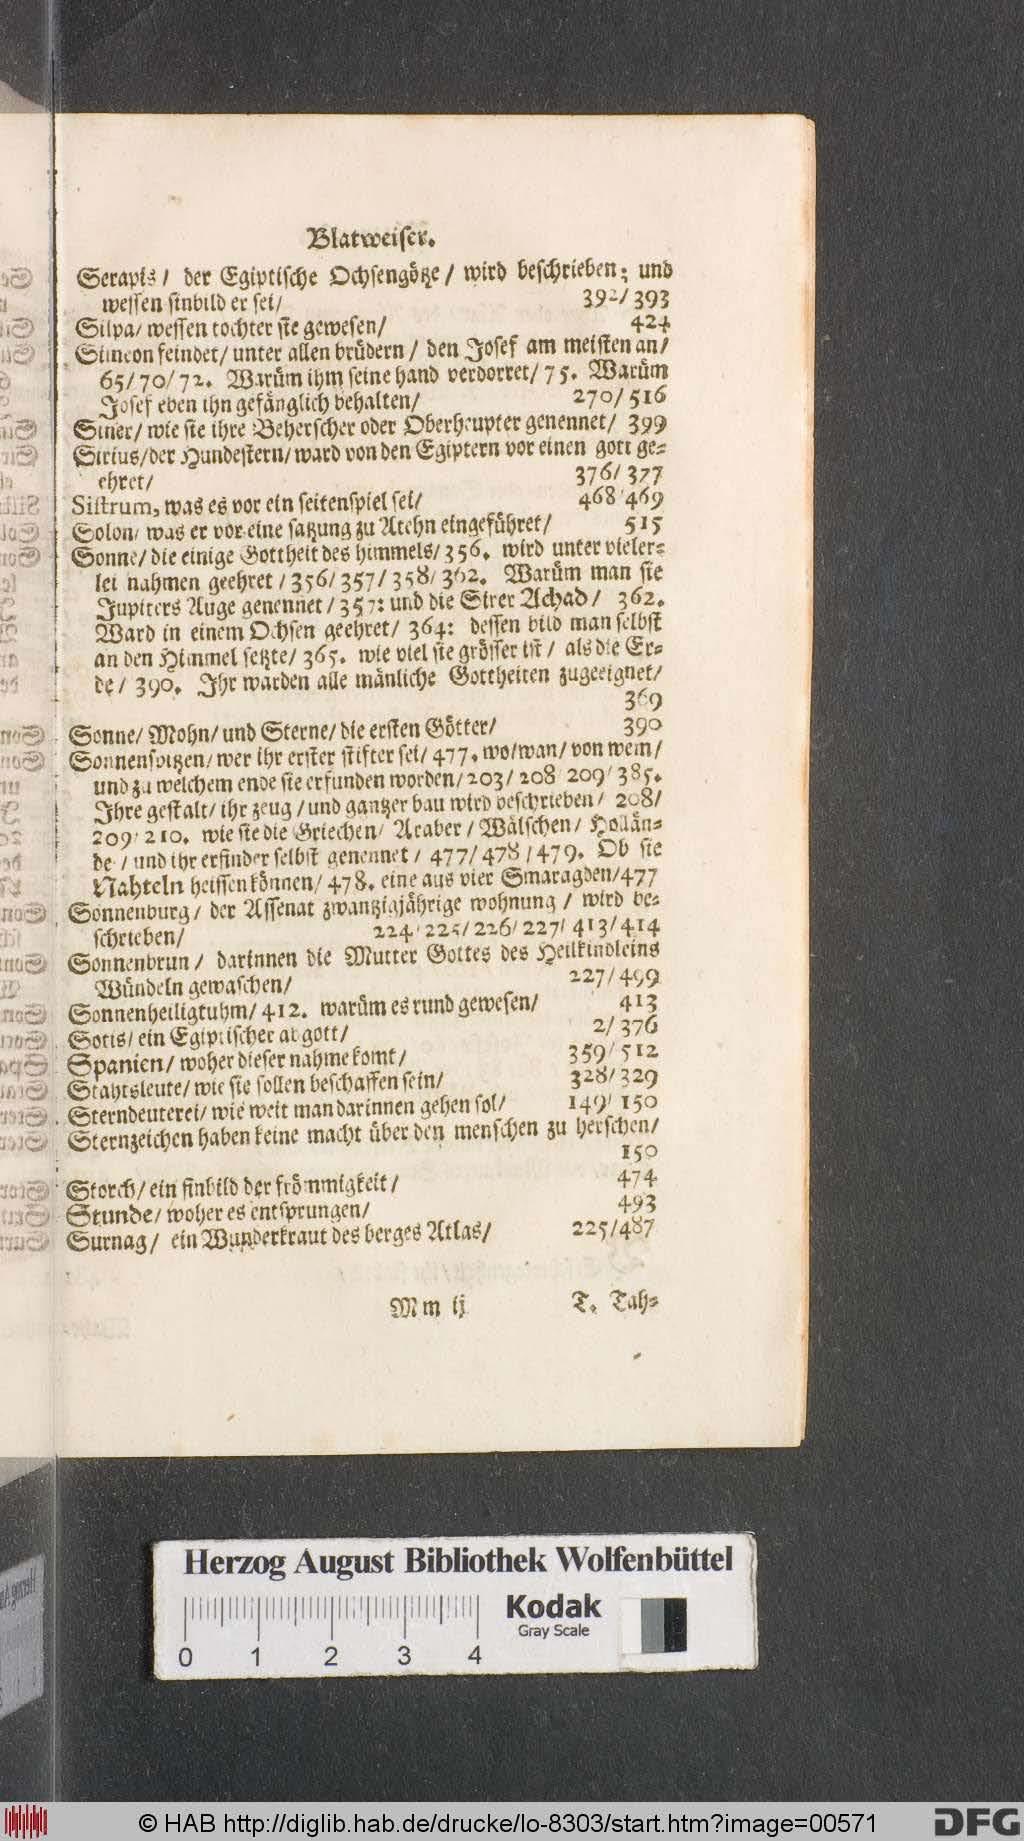 Blatweiser.
Serapis / der Egiptische Ochsengötze / wird beschrieben; und
wessen sinbild er sei / 392 / 393
Silpa / wessen tochter sie gewesen / 424
Simeon feindet / unter allen brüdern / den Josef am meisten an /
65 / 70 / 72. Warüm ihm seine hand verdorret / 75. Warüm
Josef eben ihn gefänglich behalten / 270 / 516
Siner / wie sie ihre Beherscher oder Oberheupter genennet / 399
Sirius / der Hundestern / ward von den Egiptern vor einen gott ge-
ehret / 376 / 377
Sistrum, was es vor ein seitenspiel sei / 468 / 469
Solon / was er vor eine satzung zu Atehn eingeführet / 515
Sonne / die einige Gottheit des himmels / 356. wird unter vieler-
lei nahmen geehret / 356 / 357 / 358 / 362. Warüm man sie
Jupiters Auge genennet / 357: und die Sirer Achad / 362.
Ward in einem Ochsen geehret / 364: dessen bild man selbst
an den Himmel setzte / 365. wie viel sie grösser ist / als die Er-
de / 390. Ihr warden alle mänliche Gottheiten zugeeignet /
369
Sonne / Mohn / und Sterne / die ersten Götter / 390
Sonnenspitzen / wer ihr erster stifter sei / 477. wo / wan / von wem /
und zu welchem ende sie erfunden worden / 203 / 208 / 209 / 385.
Ihre gestalt / ihr zeug / und gantzer bau wird beschrieben / 208 /
209 / 210. wie sie die Griechen / Araber / Wälschen / Hollän-
de / und ihr erfinder selbst genennet / 477 / 478 / 479. Ob sie
Nahteln heissen können / 478. eine aus vier Smaragden / 477
Sonnenburg / der Assenat zwantzigjährige wohnung / wird be-
schrieben / 224 / 225 / 226 / 227 / 413 / 414
Sonnenbrun / darinnen die Mutter Gottes des Heilkindleins
Wündeln gewaschen / 227 / 499
Sonnenheiligtuhm / 412. warüm es rund gewesen / 413
Sotis / ein Egiptischer abgott / 2 / 376
Spanien / woher dieser nahme komt / 359 / 512
Stahtsleute / wie sie sollen beschaffen sein / 328 / 329
Sterndeuterei / wie weit man darinnen gehen sol / 149 / 150
Sternzeichen haben keine macht über den menschen zu herschen /
150
Storch / ein sinbild der frömmigkeit / 474
Stunde / woher es entsprungen / 493
Surnag / ein Wunderkraut des berges Atlas / 225 / 487
Mm ij T. Tah-
Herzog August Bibliothek Wolfenbüttel
Kodak
Gray Scale
0 1 2 3 4
© HAB http://diglib.hab.de/drucke/lo-8303/start.htm?image=00571
DFG